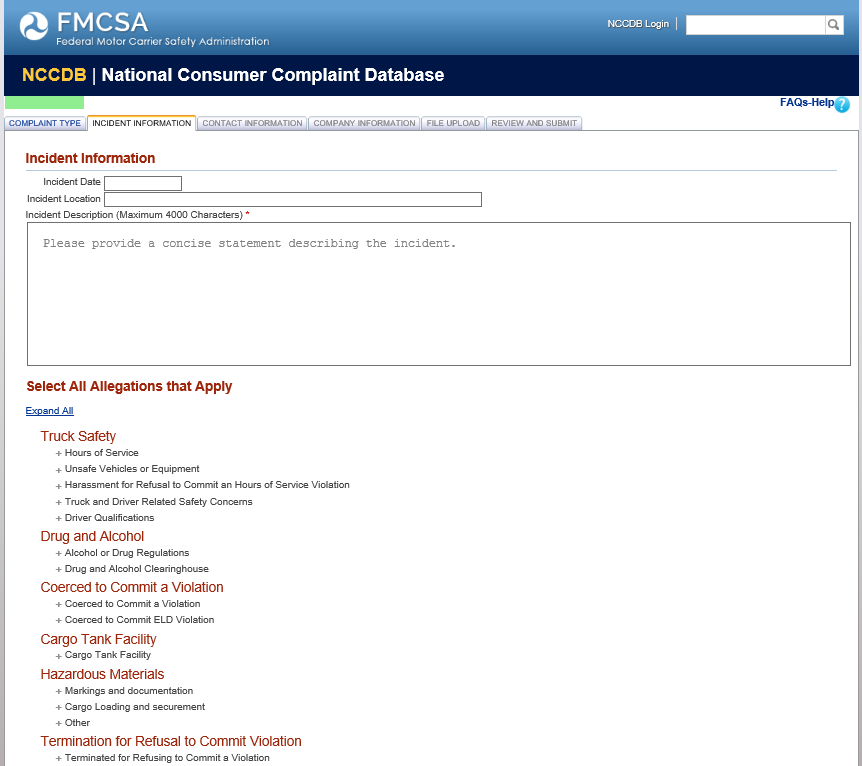 FMCSA
Federal Motor Carrier Safety Administration
NCCDB Login
NCCDB | National Consumer Complaint Database
FAQs-Help ?
COMPLAINT TYPE INCIDENT INFORMATION CONTACT INFORMATION COMPANY INFORMATION FILE UPLOAD REVIEW AND SUBMIT
Incident Information
Incident Date
Incident Location
Incident Description (Maximum 4000 Characters) *
Please provide a concise statement describing the incident.
Select All Allegations that Apply
Expand All
Truck Safety
+ Hours of Service
+ Unsafe Vehicles or Equipment
+ Harassment for Refusal to Commit an Hours of Service Violation
+ Truck and Driver Related Safety Concerns
+ Driver Qualifications
Drug and Alcohol
+ Alcohol or Drug Regulations
+ Drug and Alcohol Clearinghouse
Coerced to Commit a Violation
+ Coerced to Commit a Violation
+ Coerced to Commit ELD Violation
Cargo Tank Facility
+ Cargo Tank Facility
Hazardous Materials
+ Markings and documentation
+ Cargo Loading and securement
+ Other
Termination for Refusal to Commit Violation
+ Terminated for Refusing to Commit a Violation